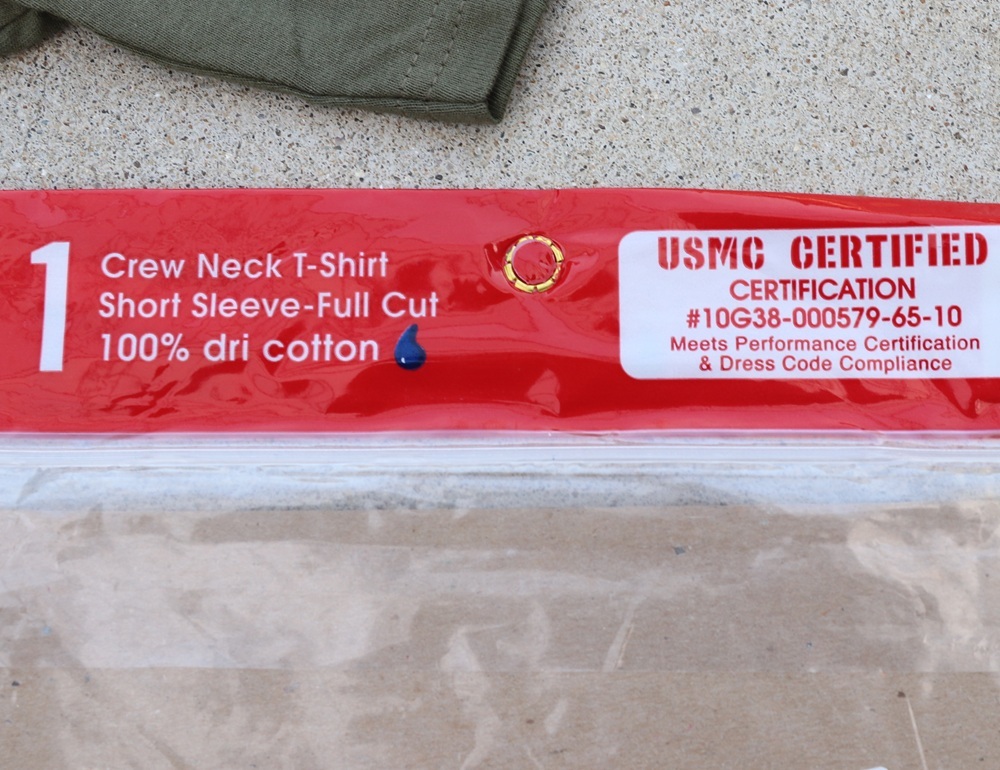 1
Crew Neck T-Shirt
Short Sleeve-Full Cut
100% dri cotton
USMC CERTIFIED
CERTIFICATION
#10G38-000579-65-10
Meets Performance Certification
& Dress Code Compliance